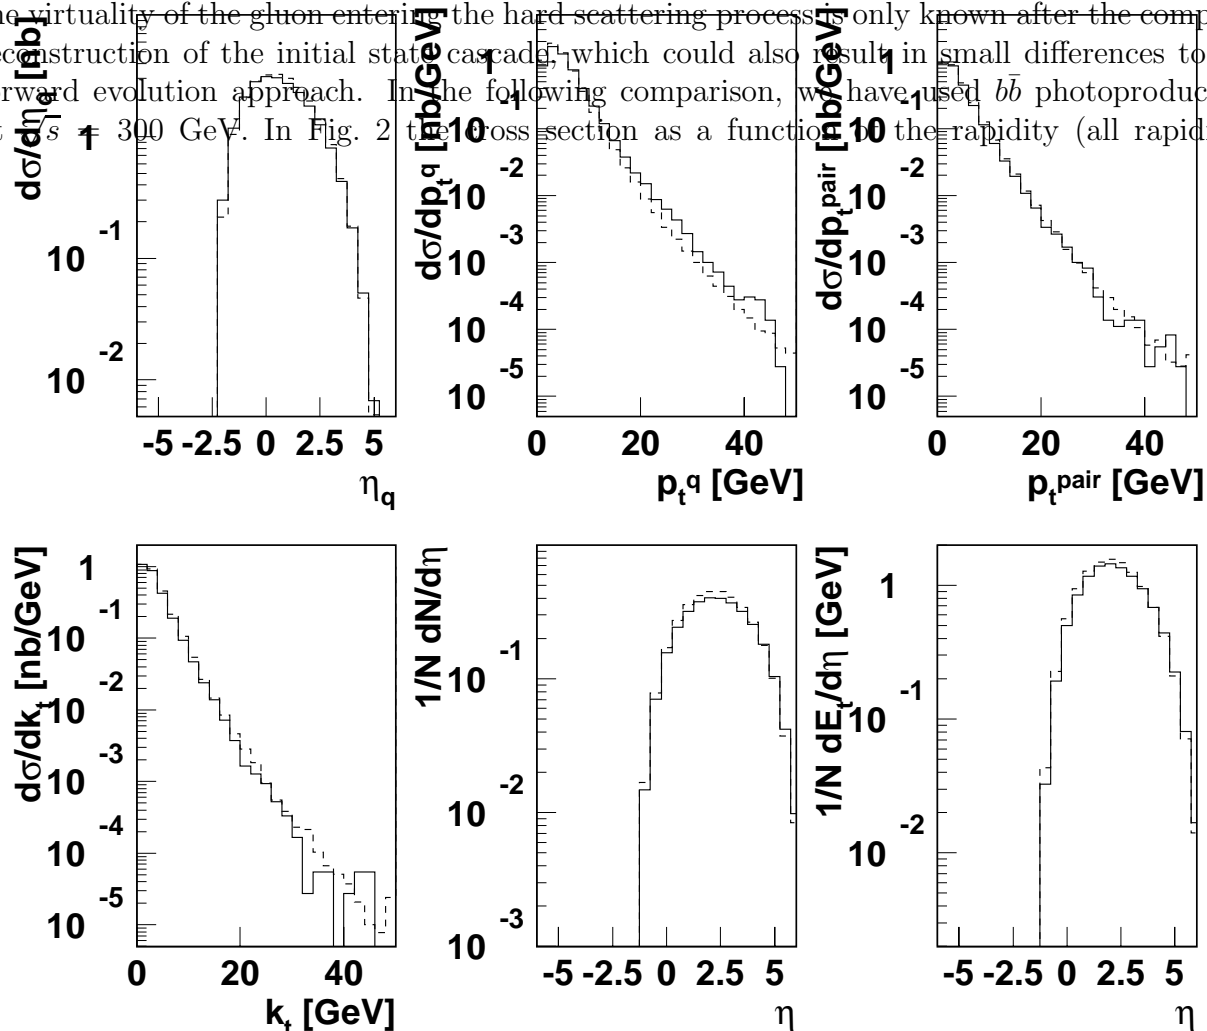 he virtuality of the gluon entering the hard scattering process is only known after the comp
econstruction of the initial state cascade, which could also result in small differences to
rward evolution approach. In the following comparison, we have used bb̄ photoproduc
t √s = 300 GeV. In Fig. 2 the cross section as a function of the rapidity (all rapidi
dσ/dη_q [nb]
1
10^-1
10^-2
-5 -2.5 0 2.5 5
η_q
dσ/dp_t^q [nb/GeV]
1
10^-1
10^-2
10^-3
10^-4
10^-5
0 20 40
p_t^q [GeV]
dσ/dp_t^pair [nb/GeV]
1
10^-1
10^-2
10^-3
10^-4
10^-5
0 20 40
p_t^pair [GeV]
dσ/dk_t [nb/GeV]
1
10^-1
10^-2
10^-3
10^-4
10^-5
0 20 40
k_t [GeV]
1/N dN/dη
10^-1
10^-2
10^-3
-5 -2.5 0 2.5 5
η
1/N dE_t/dη [GeV]
1
10^-1
10^-2
-5 -2.5 0 2.5 5
η